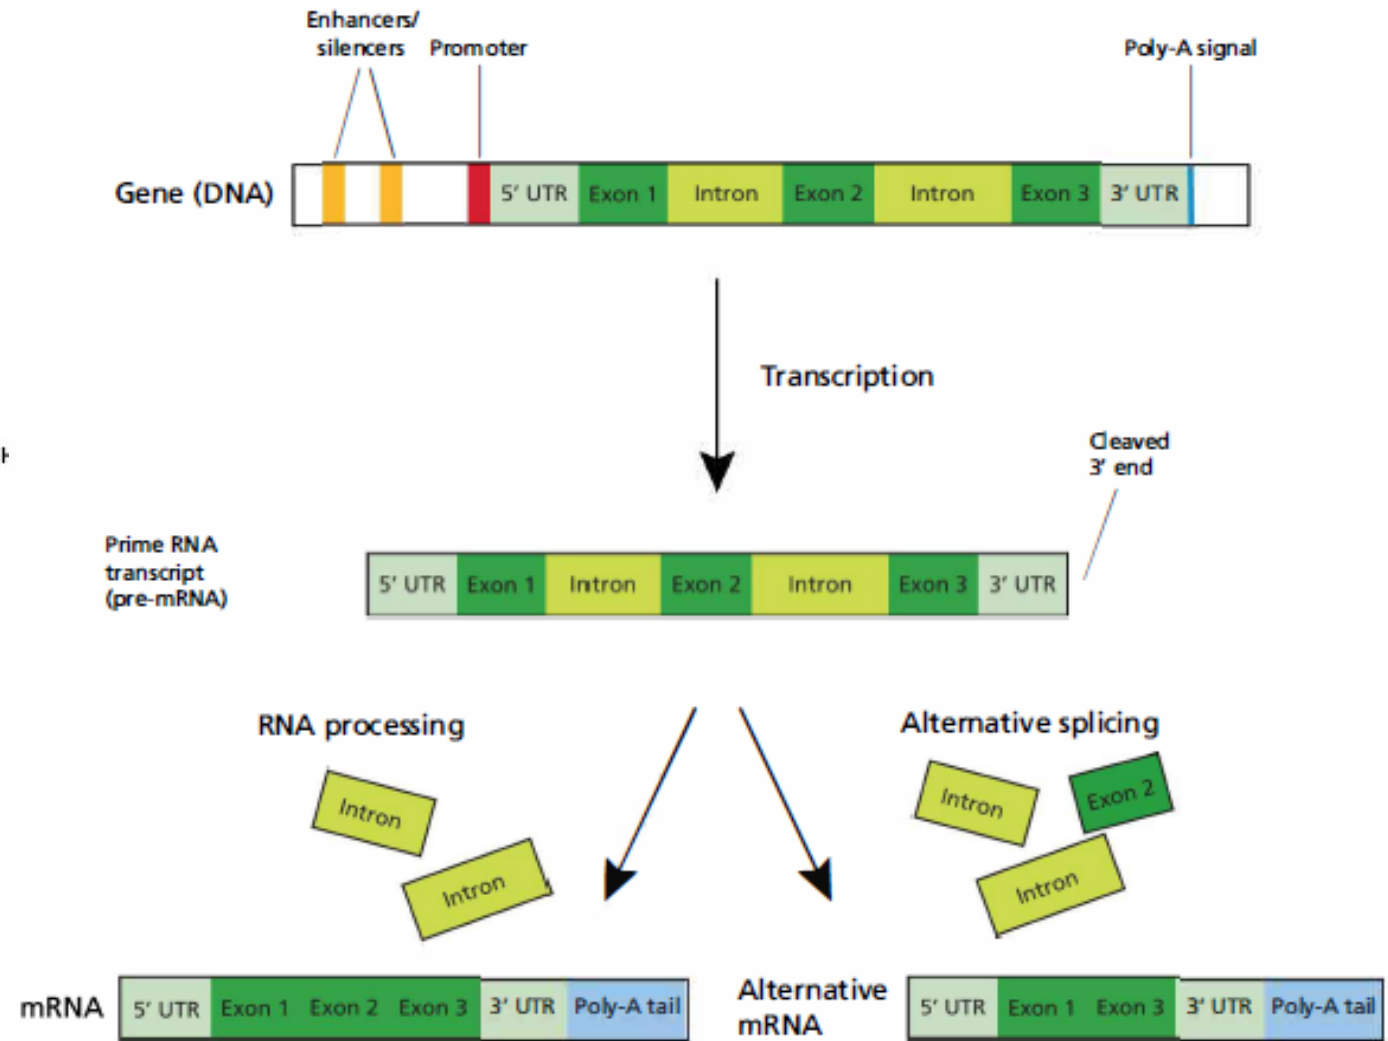 Enhancers/
silencers
Promoter
Poly-A signal
Gene (DNA)
5' UTR
Exon 1
Intron
Exon 2
Intron
Exon 3
3' UTR
Transcription
Cleaved
3' end
Prime RNA
transcript
(pre-mRNA)
5' UTR
Exon 1
Intron
Exon 2
Intron
Exon 3
3' UTR
RNA processing
Alternative splicing
Intron
Intron
Intron
Exon 2
Intron
mRNA
5' UTR
Exon 1
Exon 2
Exon 3
3' UTR
Poly-A tail
Alternative
mRNA
5' UTR
Exon 1
Exon 3
3' UTR
Poly-A tail